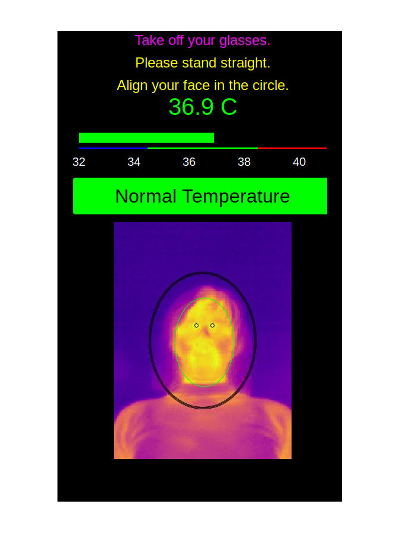 Take off your glasses.
Please stand straight.
Align your face in the circle.
36.9 C
32 34 36 38 40
Normal Temperature